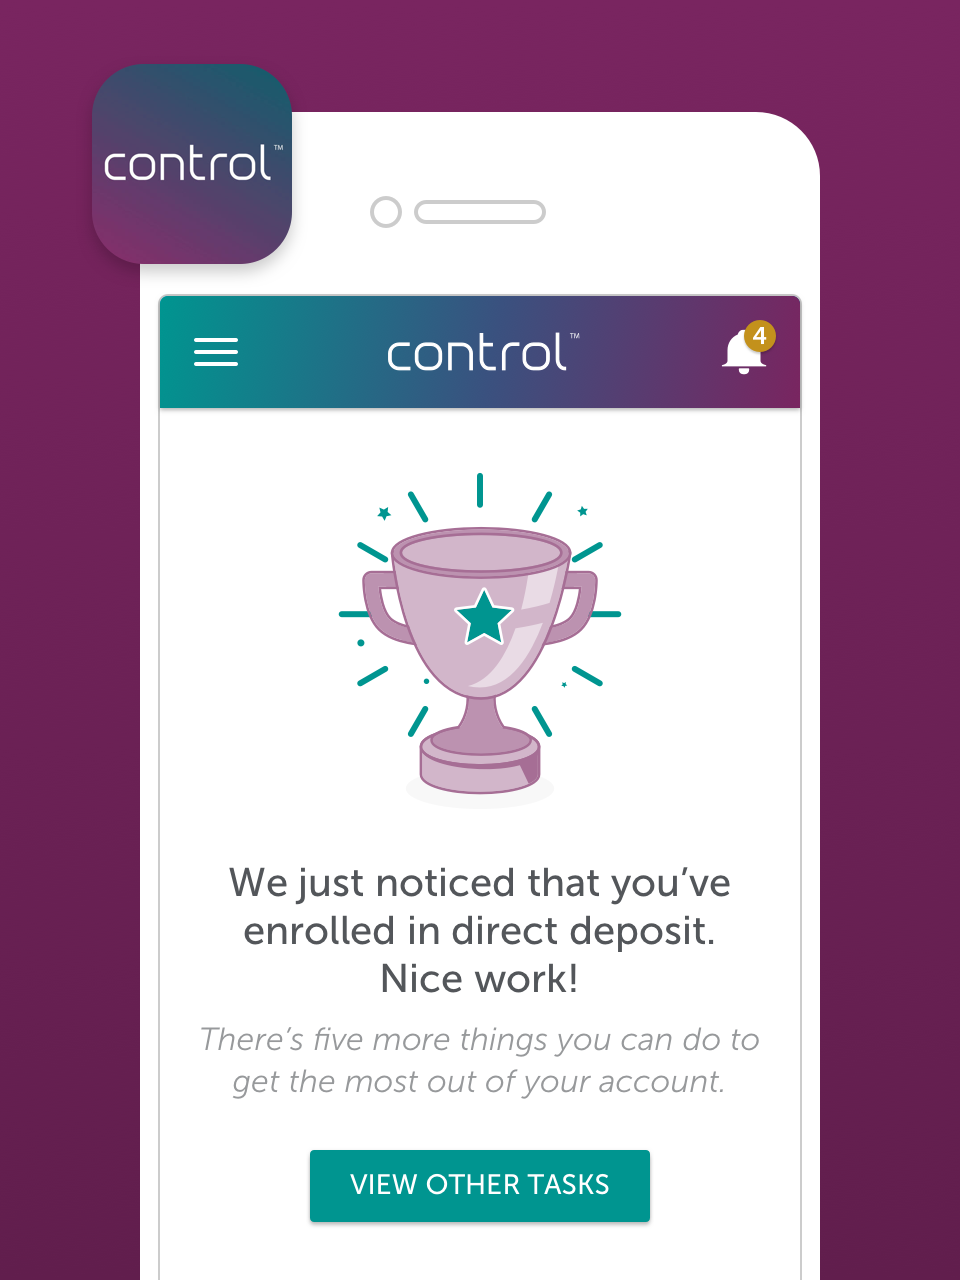 control™
control™
4
We just noticed that you’ve
enrolled in direct deposit.
Nice work!
There’s five more things you can do to
get the most out of your account.
VIEW OTHER TASKS